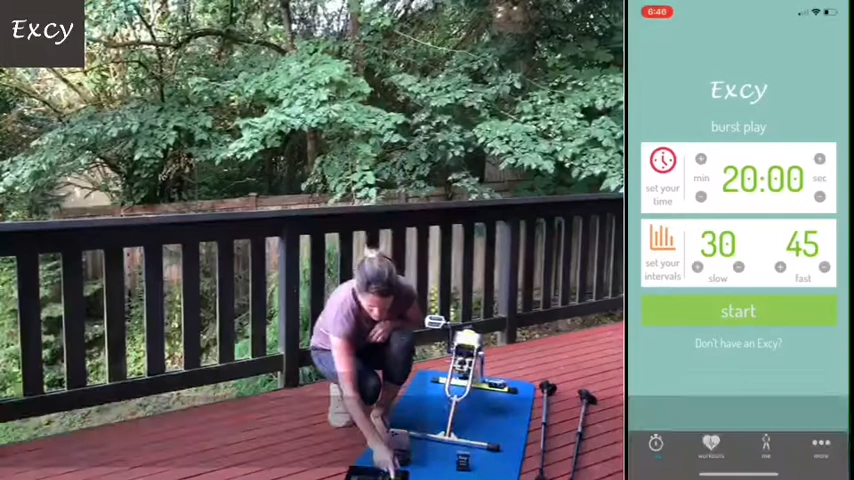 Excy
6:46
Excy
burst play
set your
time
min
20:00
sec
set your
intervals
30
slow
45
fast
start
Don't have an Excy?
workouts
me
more